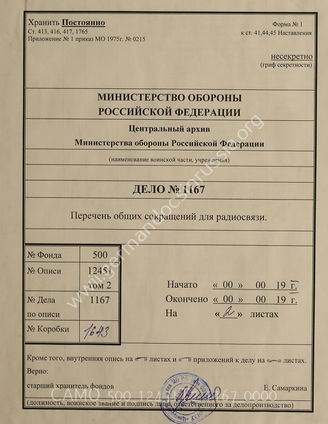 Хранить Постоянно
Ст. 413, 416, 417, 1765
Приложение № 1 приказ МО 1975г. № 0215
Форма № 1
к ст. 41,44,45 Наставления
несекретно
(гриф секретности)
МИНИСТЕРСТВО ОБОРОНЫ
РОССИЙСКОЙ ФЕДЕРАЦИИ
Центральный архив
Министерства обороны Российской Федерации
(наименование воинской части, учреждения)
ДЕЛО № 1167
Перечень общих сокращений для радиосвязи.
№ Фонда 500
№ Описи 12451
том 2
№ Дела 1167
по описи
№ Коробки 1643
Начато « 00 » 00 19 г.
Окончено « 00 » 00 19 г.
На « 2 » листах
Кроме того, внутренняя опись на листах и приложений к делу на листах.
Верно:
старший хранитель фондов
Е. Самаркина
(должность, воинское звание и подпись лица, ответственного за делопроизводство)
www.germandocsinrussia.org